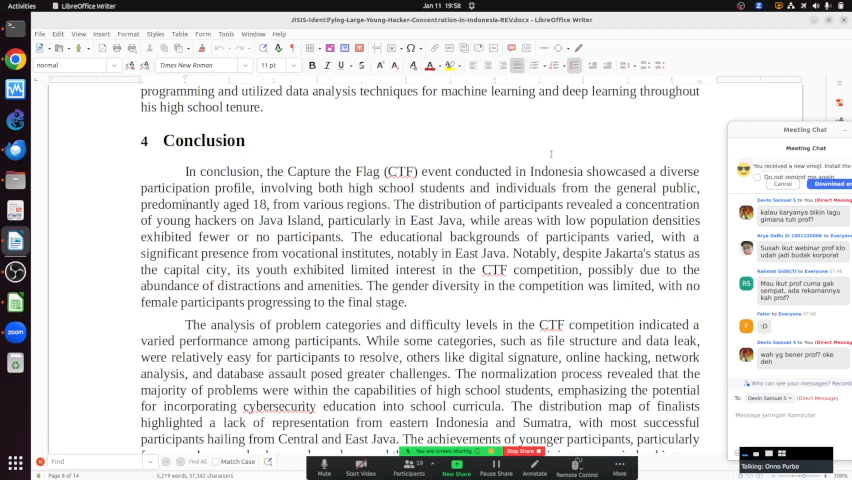 Activities
LibreOffice Writer
Jan 11 19:58
JISIS-Identifying-Large-Young-Hacker-Concentration-in-Indonesia-REV.docx - LibreOffice Writer
File Edit View Insert Format Styles Table Form Tools Window Help
normal
Times New Roman
11 pt
programming and utilized data analysis techniques for machine learning and deep learning throughout
his high school tenure.
4 Conclusion
In conclusion, the Capture the Flag (CTF) event conducted in Indonesia showcased a diverse
participation profile, involving both high school students and individuals from the general public,
predominantly aged 18, from various regions. The distribution of participants revealed a concentration
of young hackers on Java Island, particularly in East Java, while areas with low population densities
exhibited fewer or no participants. The educational backgrounds of participants varied, with a
significant presence from vocational institutes, notably in East Java. Notably, despite Jakarta's status as
the capital city, its youth exhibited limited interest in the CTF competition, possibly due to the
abundance of distractions and amenities. The gender diversity in the competition was limited, with no
female participants progressing to the final stage.
The analysis of problem categories and difficulty levels in the CTF competition indicated a
varied performance among participants. While some categories, such as file structure and data leak,
were relatively easy for participants to resolve, others like digital signature, online hacking, network
analysis, and database assault posed greater challenges. The normalization process revealed that the
majority of problems were within the capabilities of high school students, emphasizing the potential
for incorporating cybersecurity education into school curricula. The distribution map of finalists
highlighted a lack of representation from eastern Indonesia and Sumatra, with most successful
participants hailing from Central and East Java. The achievements of younger participants, particularly
Meeting Chat
Meeting Chat
You received a new emoji. Install the
Do not remind me again
Cancel
Download em
Devin Samuel S to You (Direct Message)
kalau karyanya bikin lagu
gimana tuh prof?
Arya Dafin SI 1001220006 to Everyone
Susah ikut webinar prof klo
udah jadi budak korporat
Rahmat Sidik/TI to Everyone 07:46
RS
Mau ikut prof cuma gak
sempat, ada rekamannya
kah prof?
Fatur to Everyone 07:46
F
:D
Devin Samuel S to You (Direct Message)
wah yg bener prof? oke
deh
Who can see your messages? Record
To: Devin Samuel S (Direct Message)
Message Jaringan Komputer
Talking: Onno Purbo
Find
Find All
Match Case
You are screen sharing
Stop Share
Mute
Start Video
Participants
19
New Share
Pause Share
Annotate
Remote Control
More
Page 8 of 14
5,219 words, 37,342 characters
208%